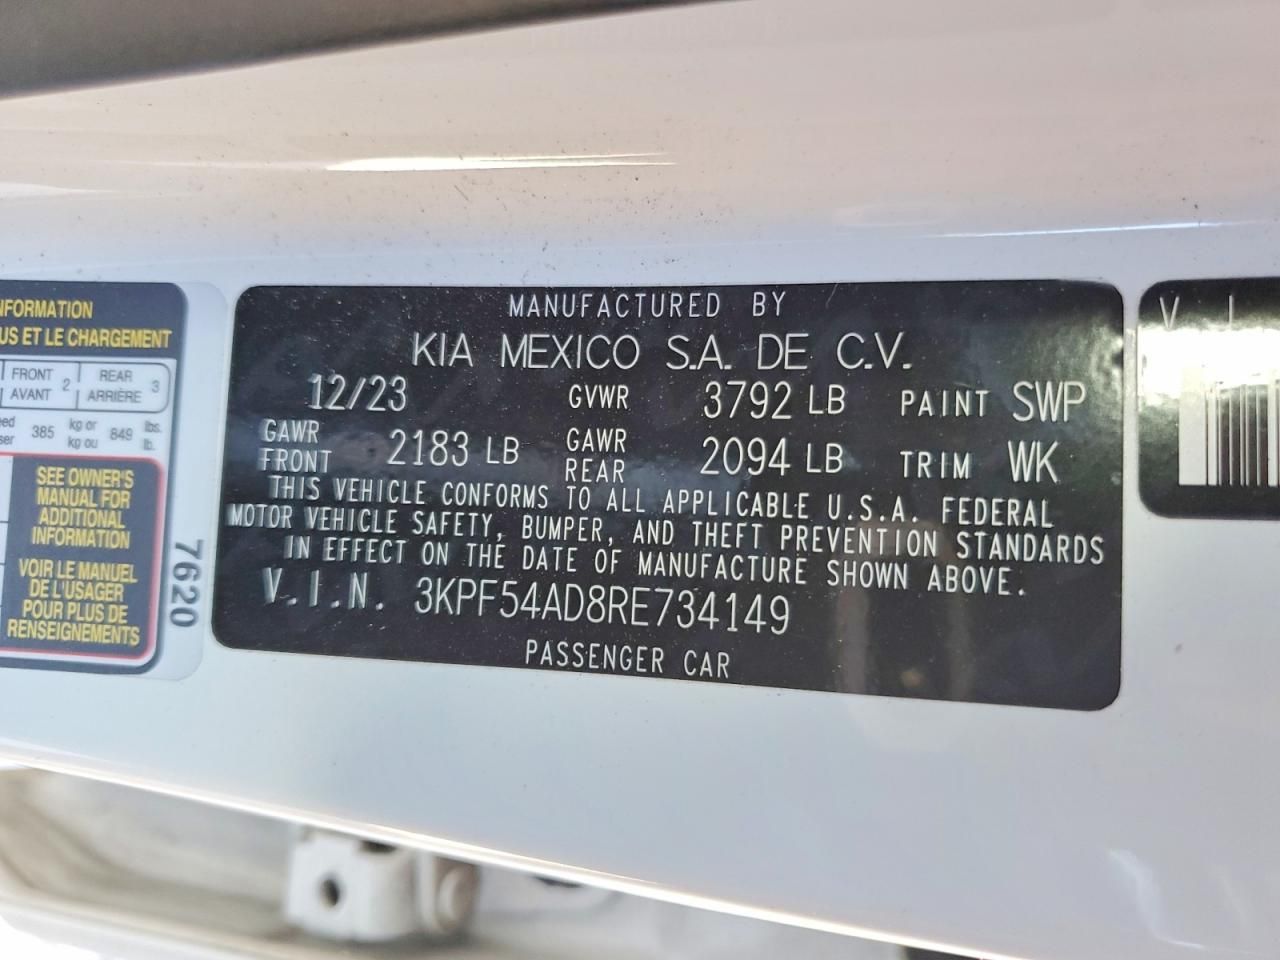 NFORMATION
US ET LE CHARGEMENT
FRONT 2 REAR 3
AVANT ARRIÈRE
385 kg or 849 lbs.
kg ou lb.
SEE OWNER'S
MANUAL FOR
ADDITIONAL
INFORMATION
VOIR LE MANUEL
DE L'USAGER
POUR PLUS DE
RENSEIGNEMENTS
7620
MANUFACTURED BY
KIA MEXICO S.A. DE C.V.
12/23 GVWR 3792 LB PAINT SWP
GAWR FRONT 2183 LB GAWR REAR 2094 LB TRIM WK
THIS VEHICLE CONFORMS TO ALL APPLICABLE U.S.A. FEDERAL
MOTOR VEHICLE SAFETY, BUMPER, AND THEFT PREVENTION STANDARDS
IN EFFECT ON THE DATE OF MANUFACTURE SHOWN ABOVE.
V.I.N. 3KPF54AD8RE734149
PASSENGER CAR
V I